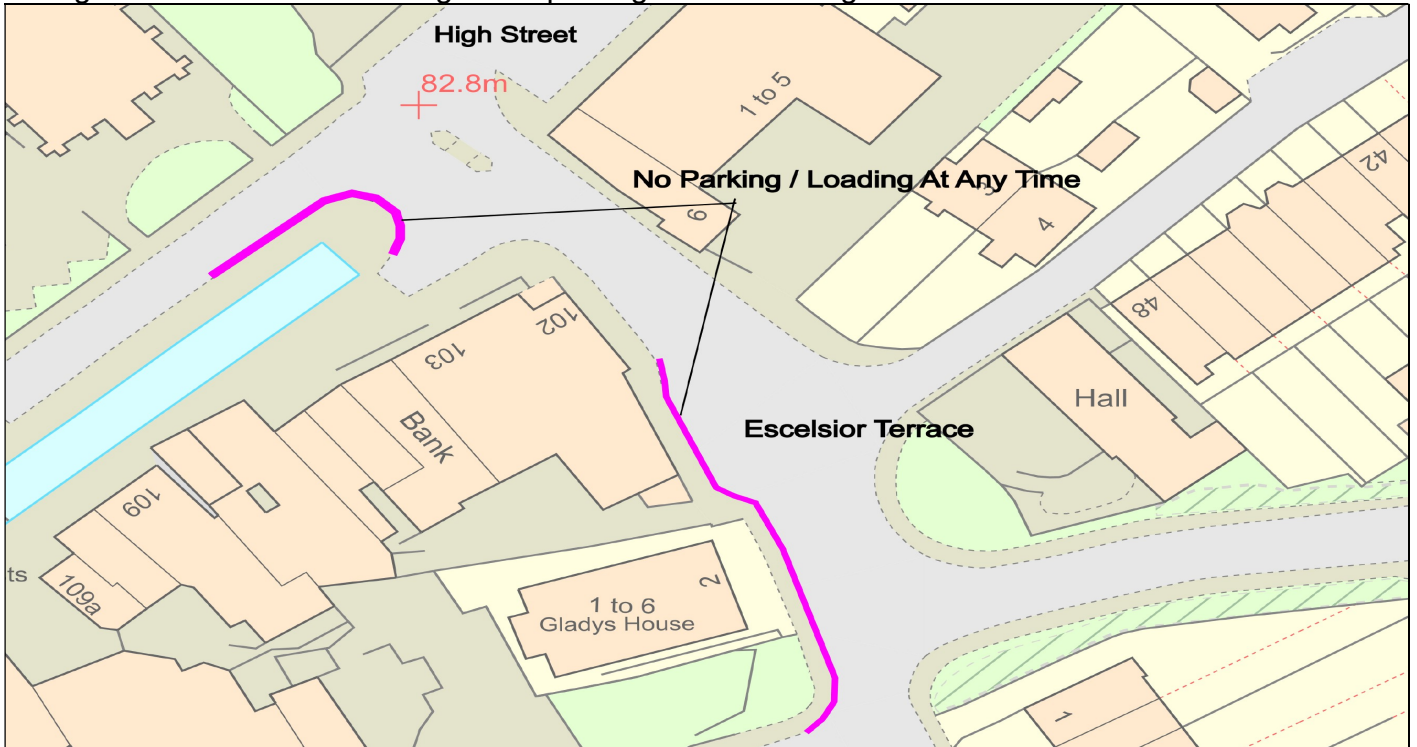 High Street
82.8m
1 to 5
No Parking / Loading At Any Time
6
3
4
42
48
102
103
Hall
Bank
Escelsior Terrace
109
ts
109a
2
1 to 6
Gladys House
1